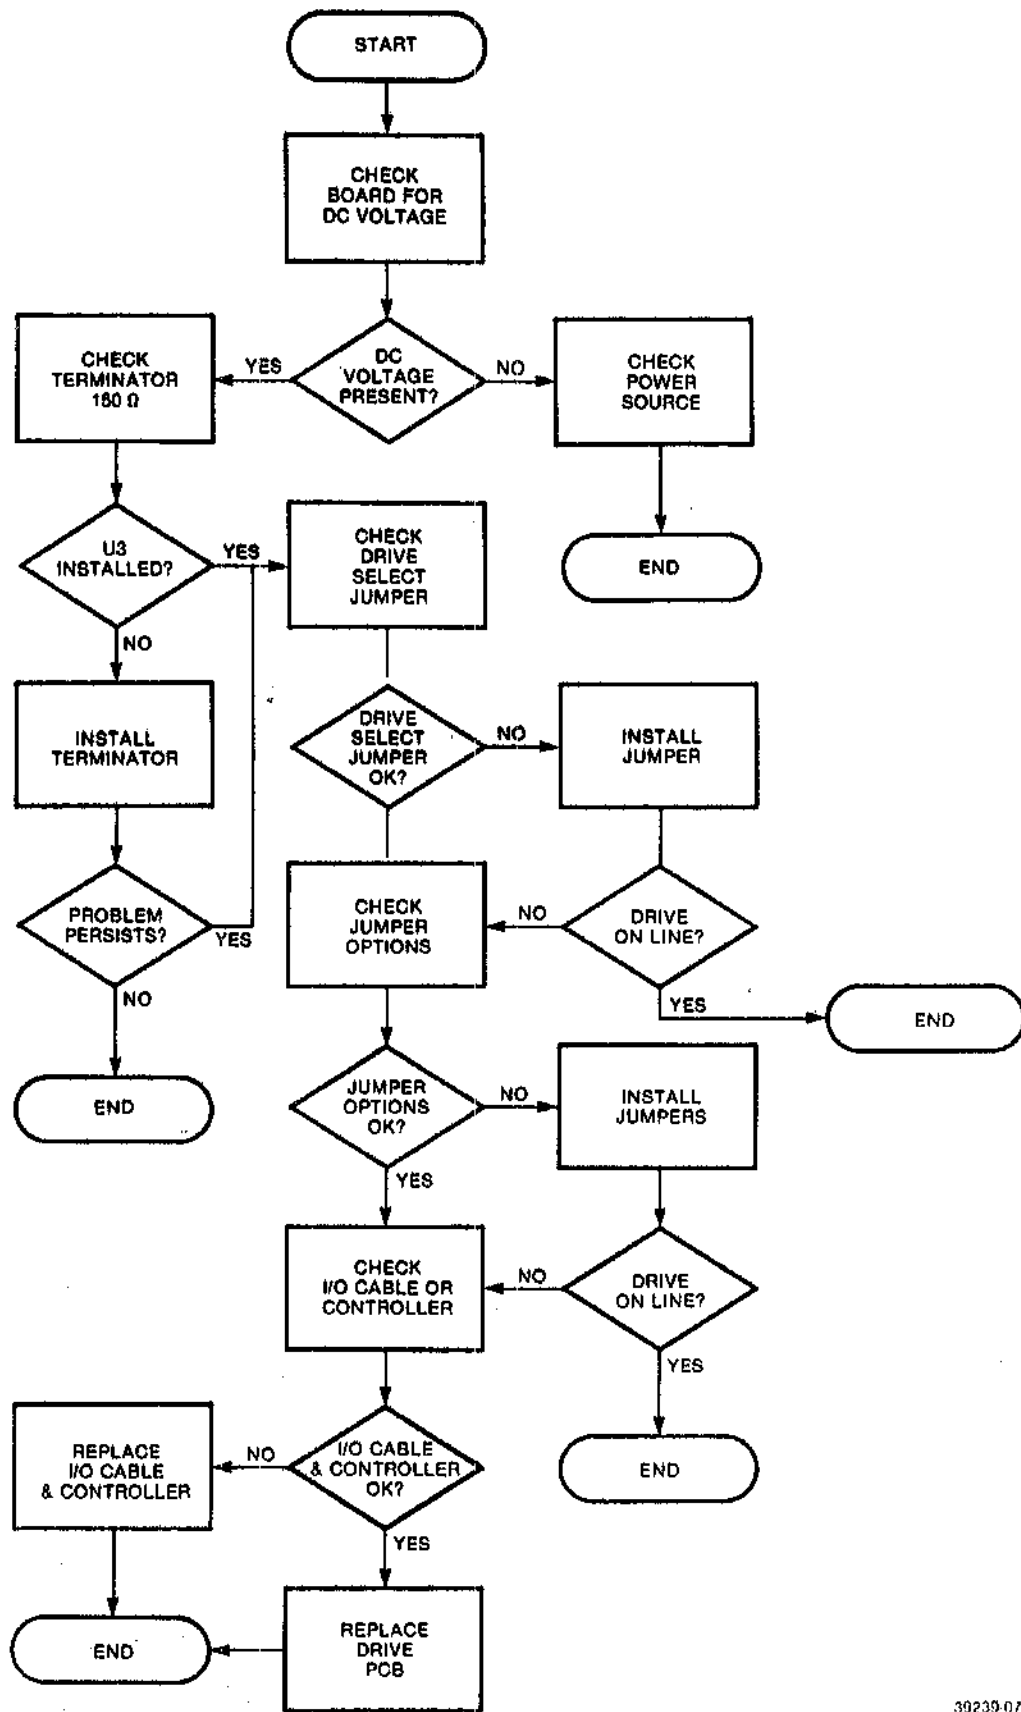 START
CHECK
BOARD FOR
DC VOLTAGE
CHECK
TERMINATOR
150 Ω
YES
DC
VOLTAGE
PRESENT?
NO
CHECK
POWER
SOURCE
U3
INSTALLED?
YES
CHECK
DRIVE
SELECT
JUMPER
END
NO
INSTALL
TERMINATOR
DRIVE
SELECT
JUMPER
OK?
NO
INSTALL
JUMPER
PROBLEM
PERSISTS?
YES
CHECK
JUMPER
OPTIONS
NO
DRIVE
ON LINE?
NO
YES
END
END
JUMPER
OPTIONS
OK?
NO
INSTALL
JUMPERS
YES
CHECK
I/O CABLE OR
CONTROLLER
NO
DRIVE
ON LINE?
YES
REPLACE
I/O CABLE
& CONTROLLER
NO
I/O CABLE
& CONTROLLER
OK?
END
YES
END
REPLACE
DRIVE
PCB